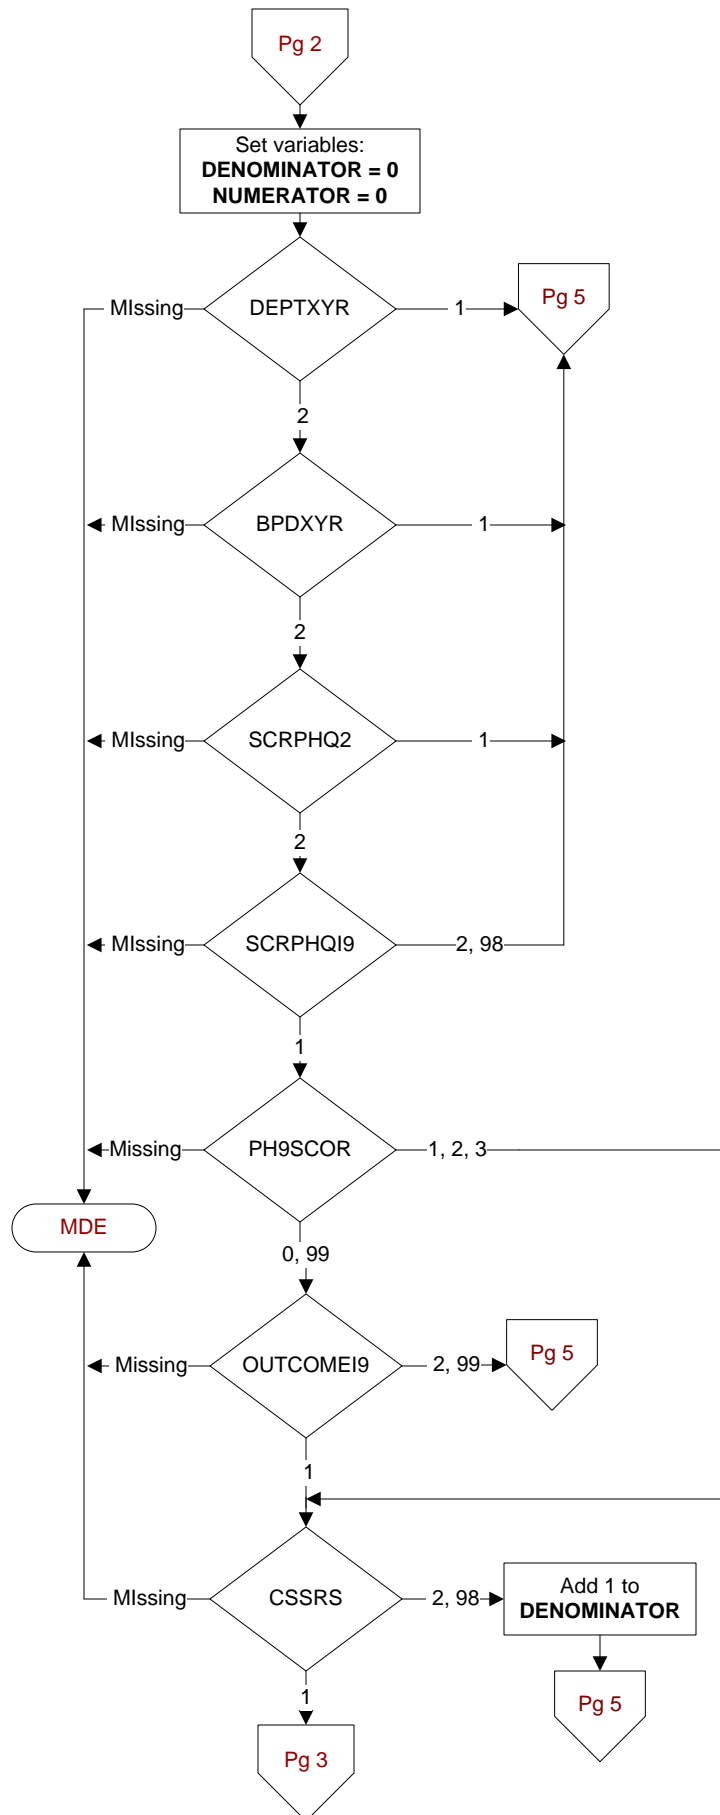 Pg 2
Set variables:
DENOMINATOR = 0
NUMERATOR = 0
MIssing
DEPTXYR
1
Pg 5
2
MIssing
BPDXYR
1
2
MIssing
SCRPHQ2
1
2
MIssing
SCRPHQI9
2, 98
1
Missing
PH9SCOR
1, 2, 3
MDE
0, 99
Missing
OUTCOMEI9
2, 99
Pg 5
1
MIssing
CSSRS
2, 98
Add 1 to
DENOMINATOR
1
Pg 5
Pg 3